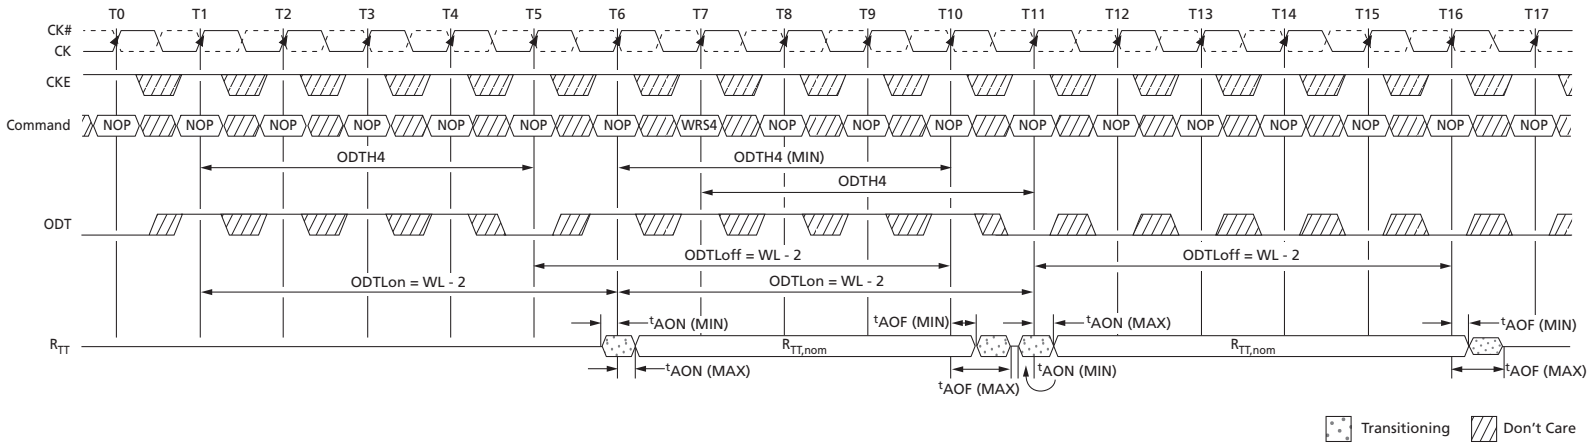 T0 T1 T2 T3 T4 T5 T6 T7 T8 T9 T10 T11 T12 T13 T14 T15 T16 T17
CK#
CK
CKE
Command NOP NOP NOP NOP NOP NOP NOP WRS4 NOP NOP NOP NOP NOP NOP NOP NOP NOP NOP
ODTH4 ODTH4 (MIN)
ODTH4
ODT
ODTLoff = WL - 2 ODTLoff = WL - 2
ODTLon = WL - 2 ODTLon = WL - 2
tAON (MIN) tAOF (MIN) tAON (MAX) tAOF (MIN)
RTT RTT,nom RTT,nom
tAON (MAX) tAON (MIN) tAOF (MAX)
tAOF (MAX)
Transitioning Don't Care